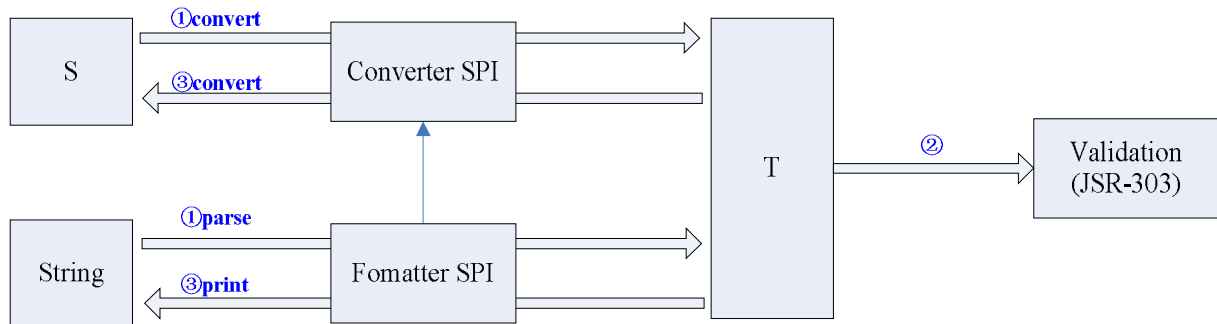 ①convert
S
Converter SPI
③convert
T
②
Validation
(JSR-303)
①parse
String
Fomatter SPI
③print